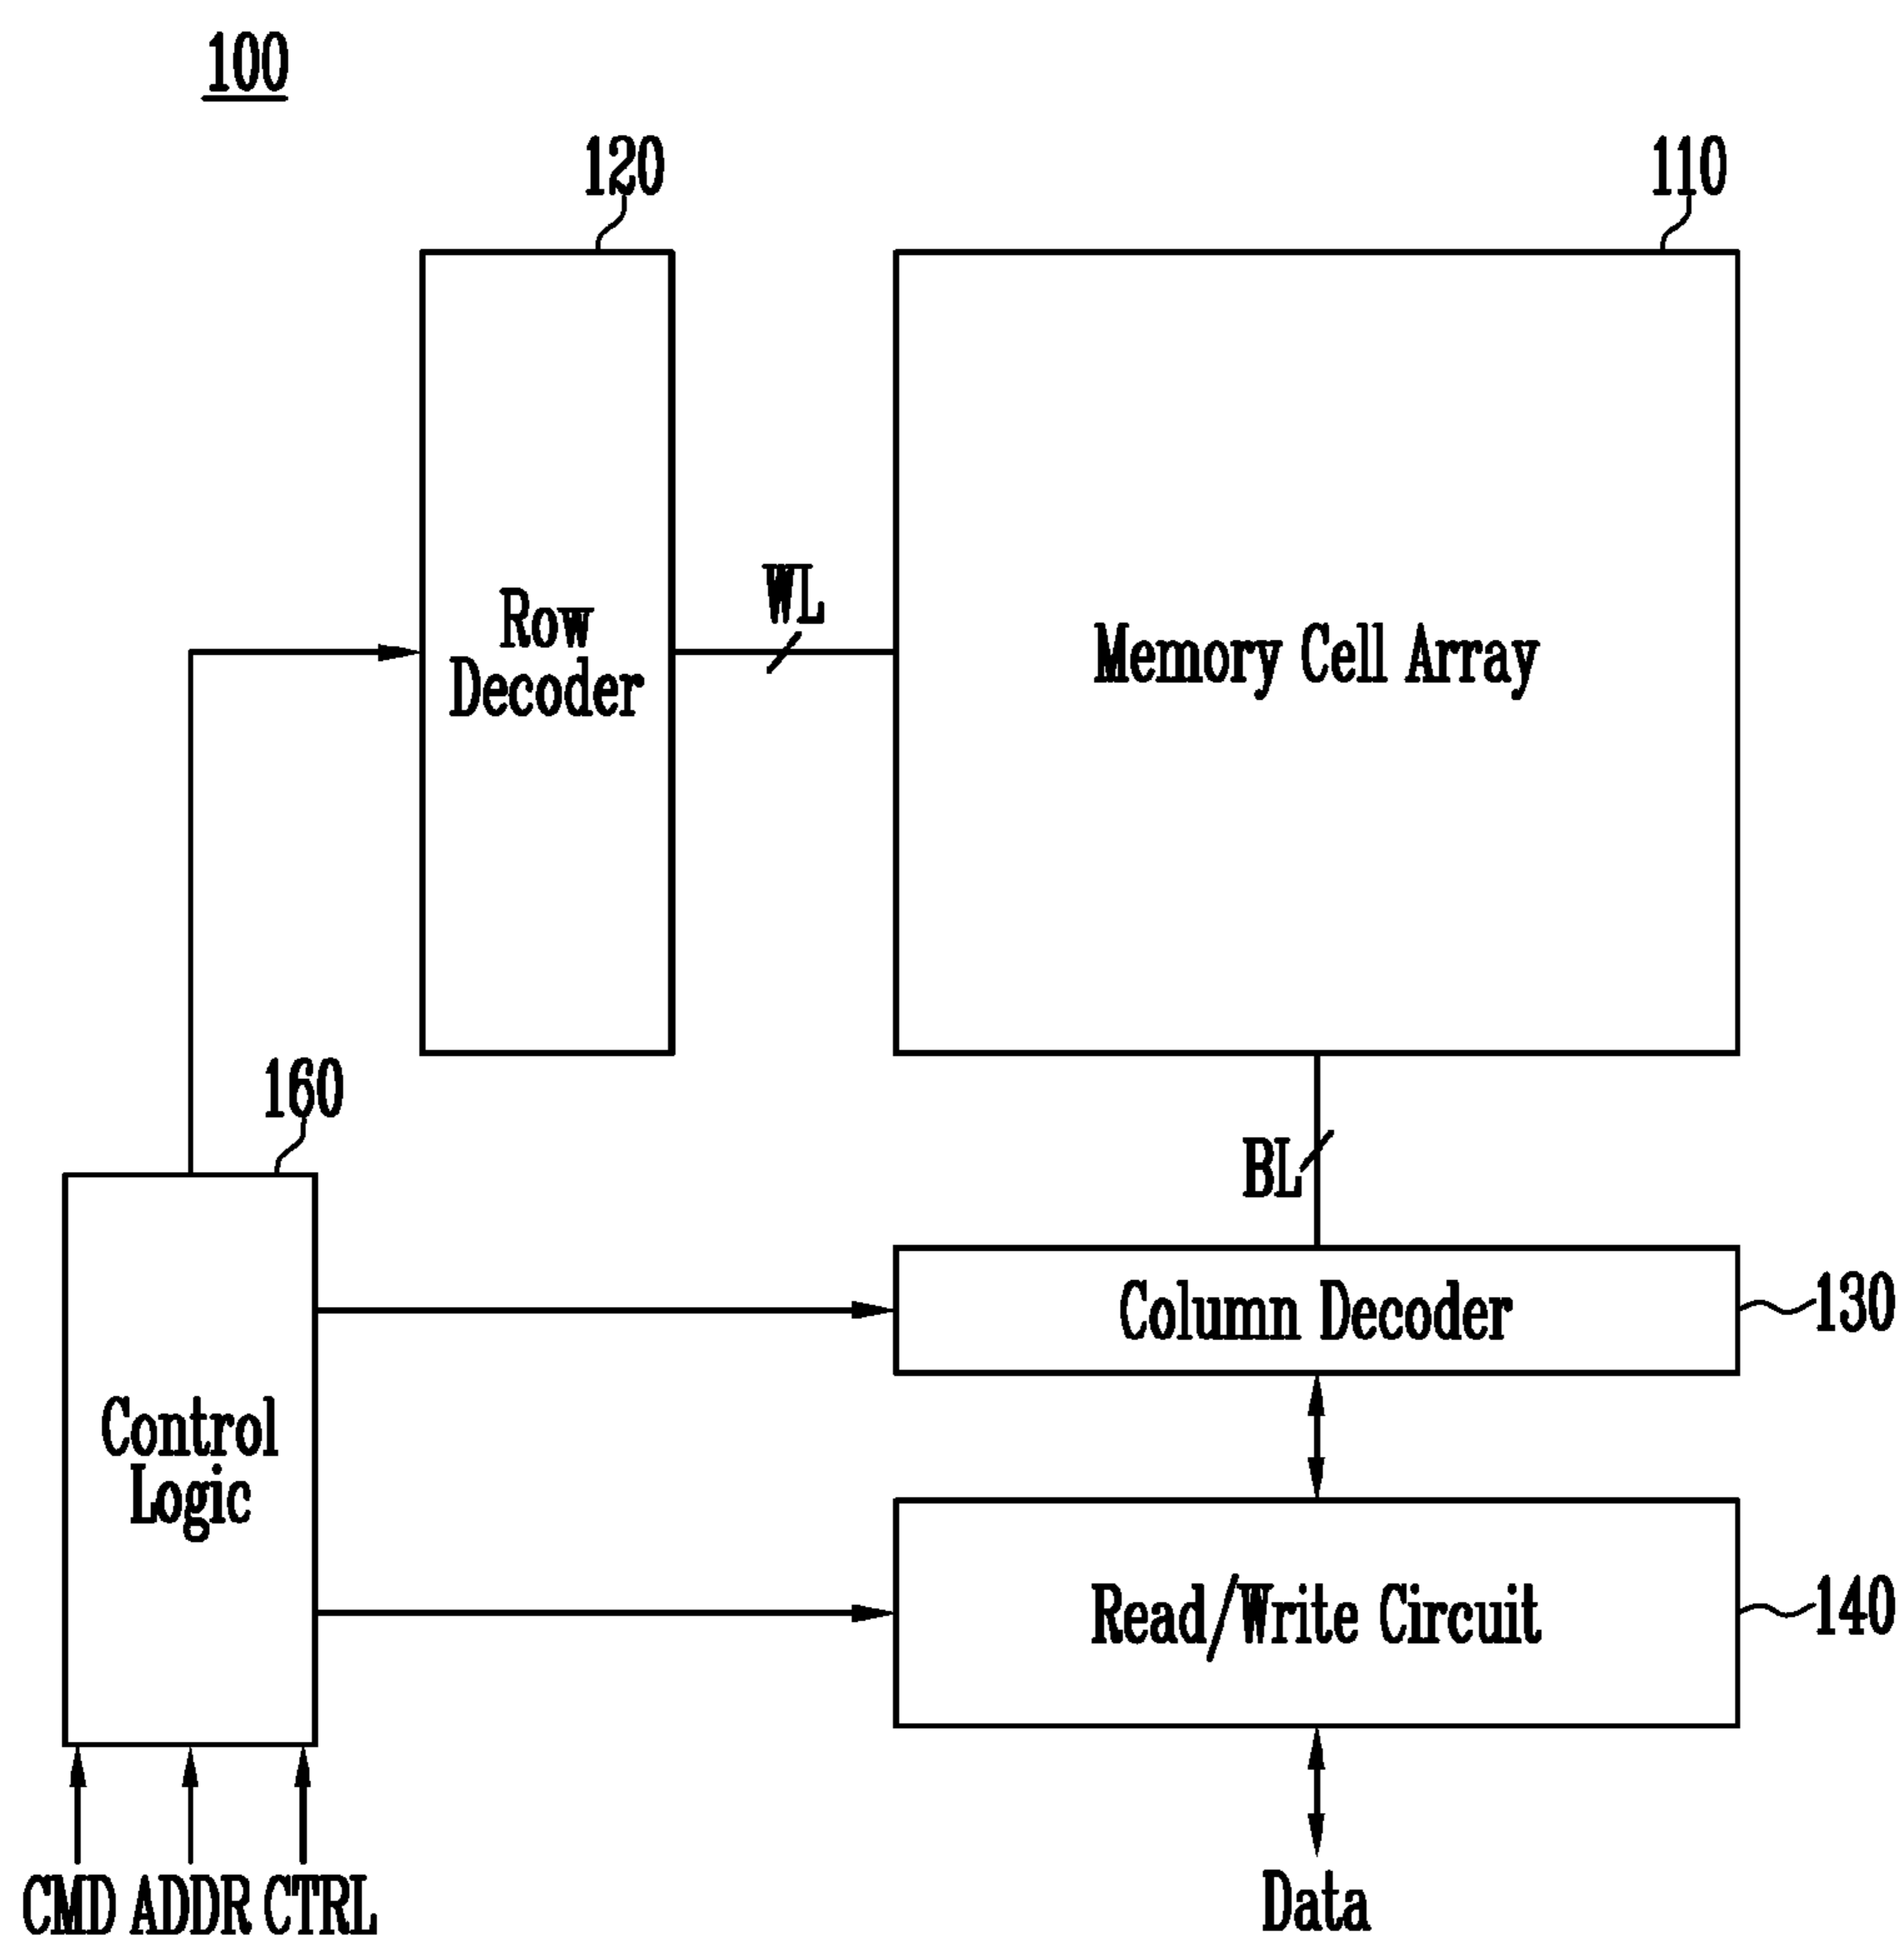 100
120
110
Row
Decoder
WL
Memory Cell Array
160
BL
Column Decoder
130
Control
Logic
Read/Write Circuit
140
CMD ADDR CTRL
Data